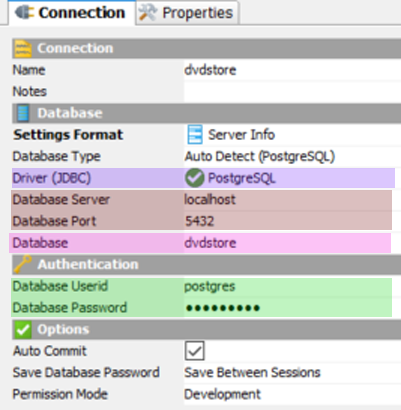 Connection Properties
Connection
Name dvdstore
Notes
Database
Settings Format Server Info
Database Type Auto Detect (PostgreSQL)
Driver (JDBC) PostgreSQL
Database Server localhost
Database Port 5432
Database dvdstore
Authentication
Database Userid postgres
Database Password •••••••••
Options
Auto Commit
Save Database Password Save Between Sessions
Permission Mode Development